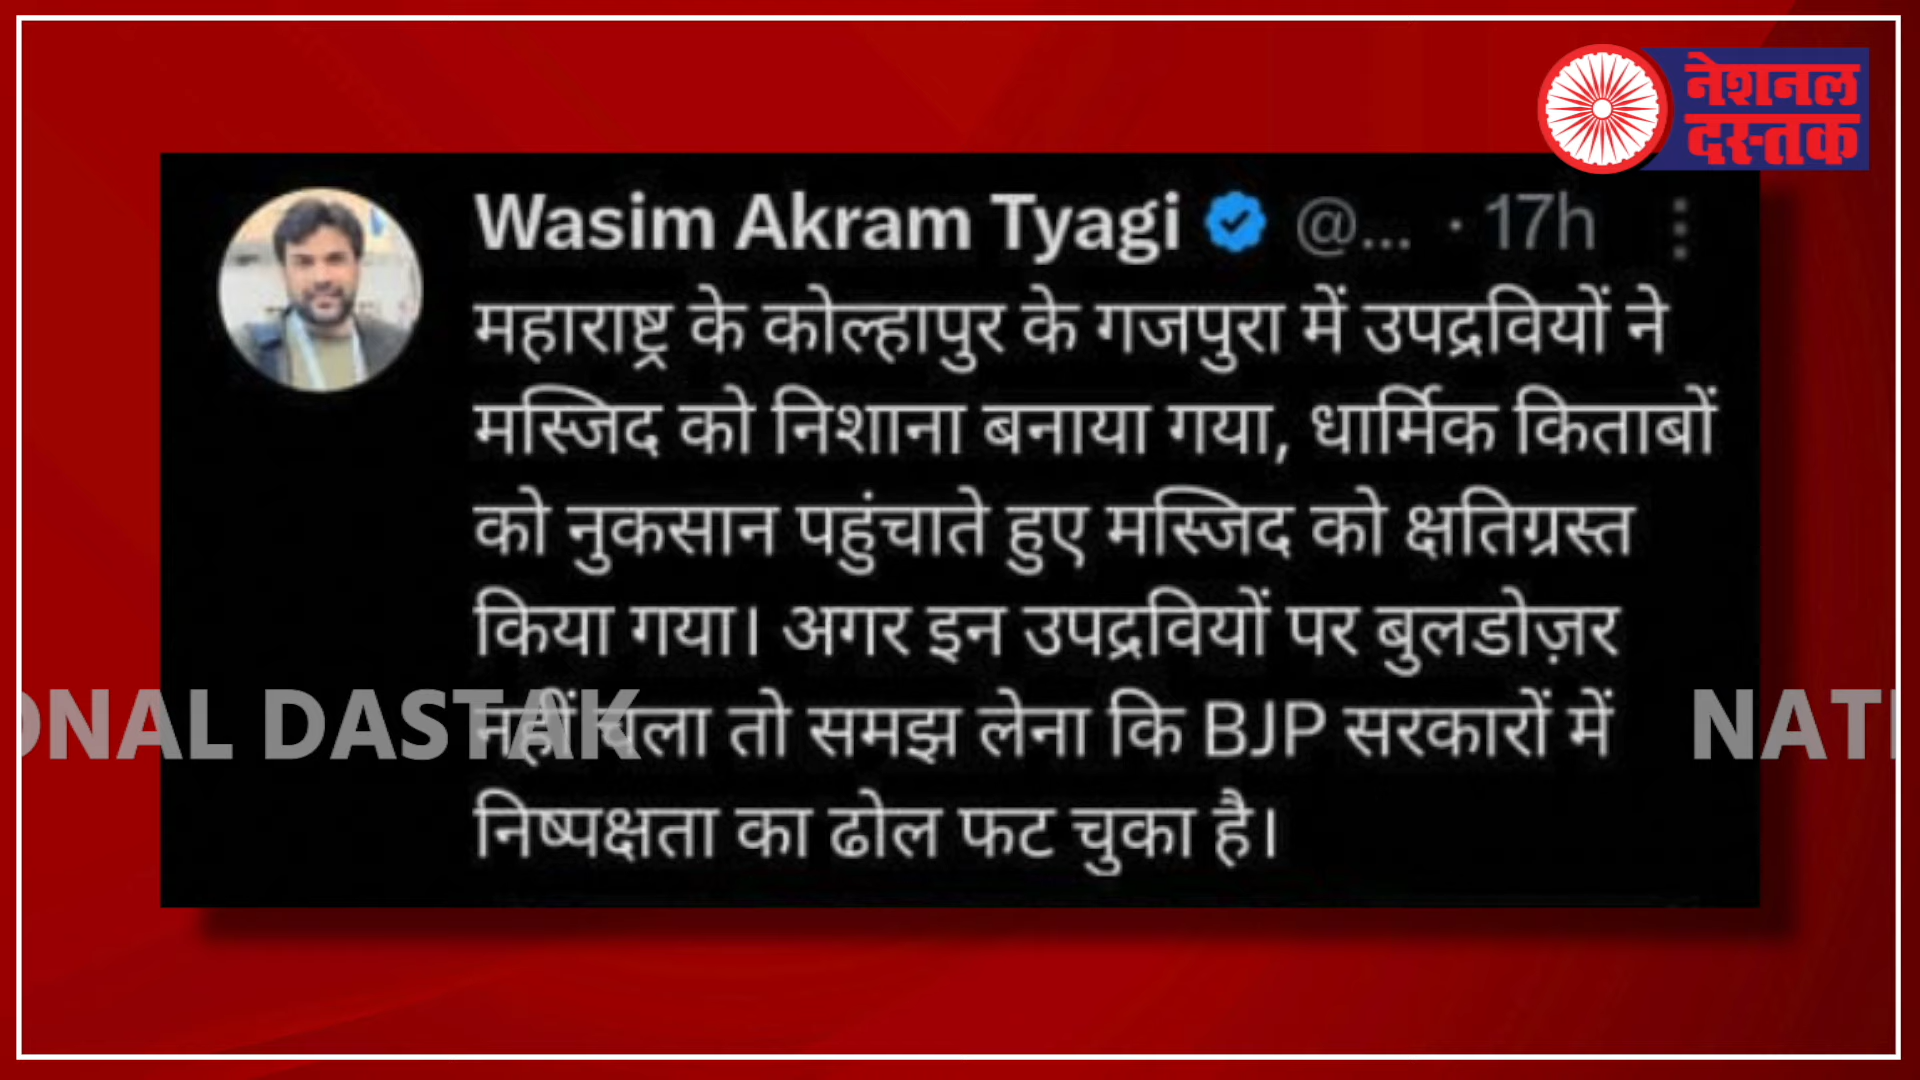 नेशनल
दस्तक
Wasim Akram Tyagi @... · 17h
महाराष्ट्र के कोल्हापुर के गजपुरा में उपद्रवियों ने
मस्जिद को निशाना बनाया गया, धार्मिक किताबों
को नुकसान पहुंचाते हुए मस्जिद को क्षतिग्रस्त
किया गया। अगर इन उपद्रवियों पर बुलडोज़र
नहीं चला तो समझ लेना कि BJP सरकारों में
निष्पक्षता का ढोल फट चुका है।
ONAL DASTAK
NATI